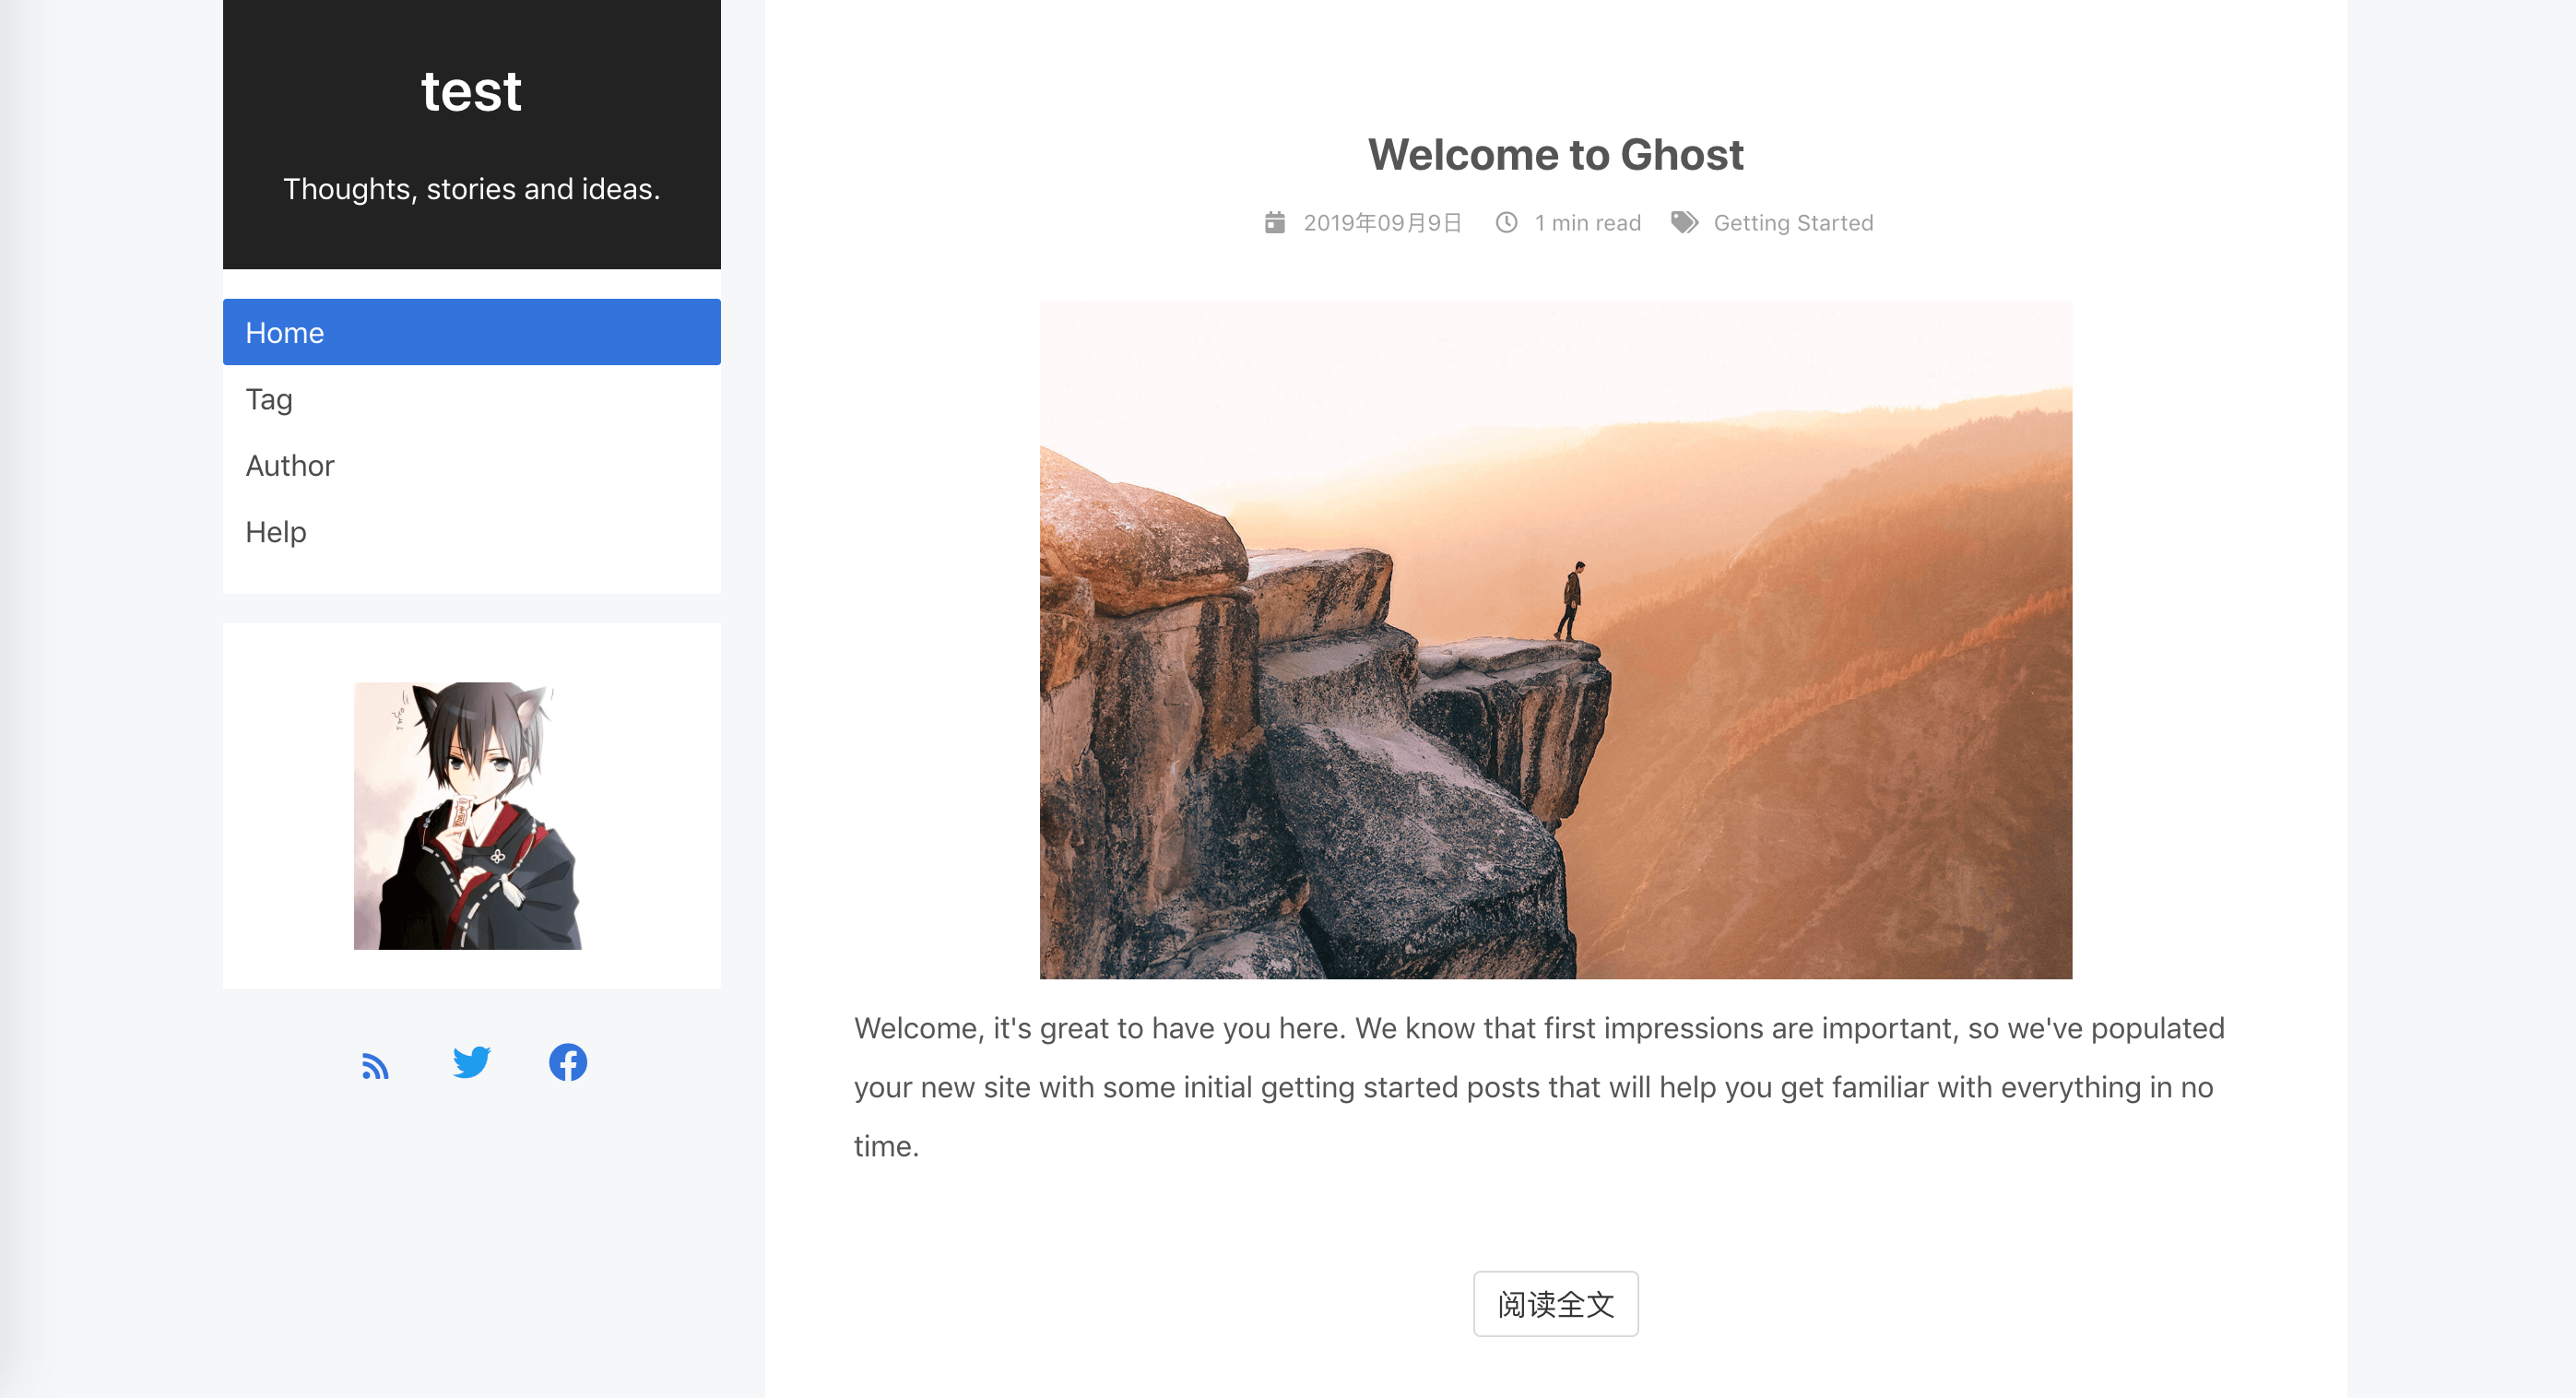 test
Thoughts, stories and ideas.
Home
Tag
Author
Help
Welcome to Ghost
2019年09月9日 1 min read Getting Started
Welcome, it's great to have you here. We know that first impressions are important, so we've populated
your new site with some initial getting started posts that will help you get familiar with everything in no
time.
阅读全文